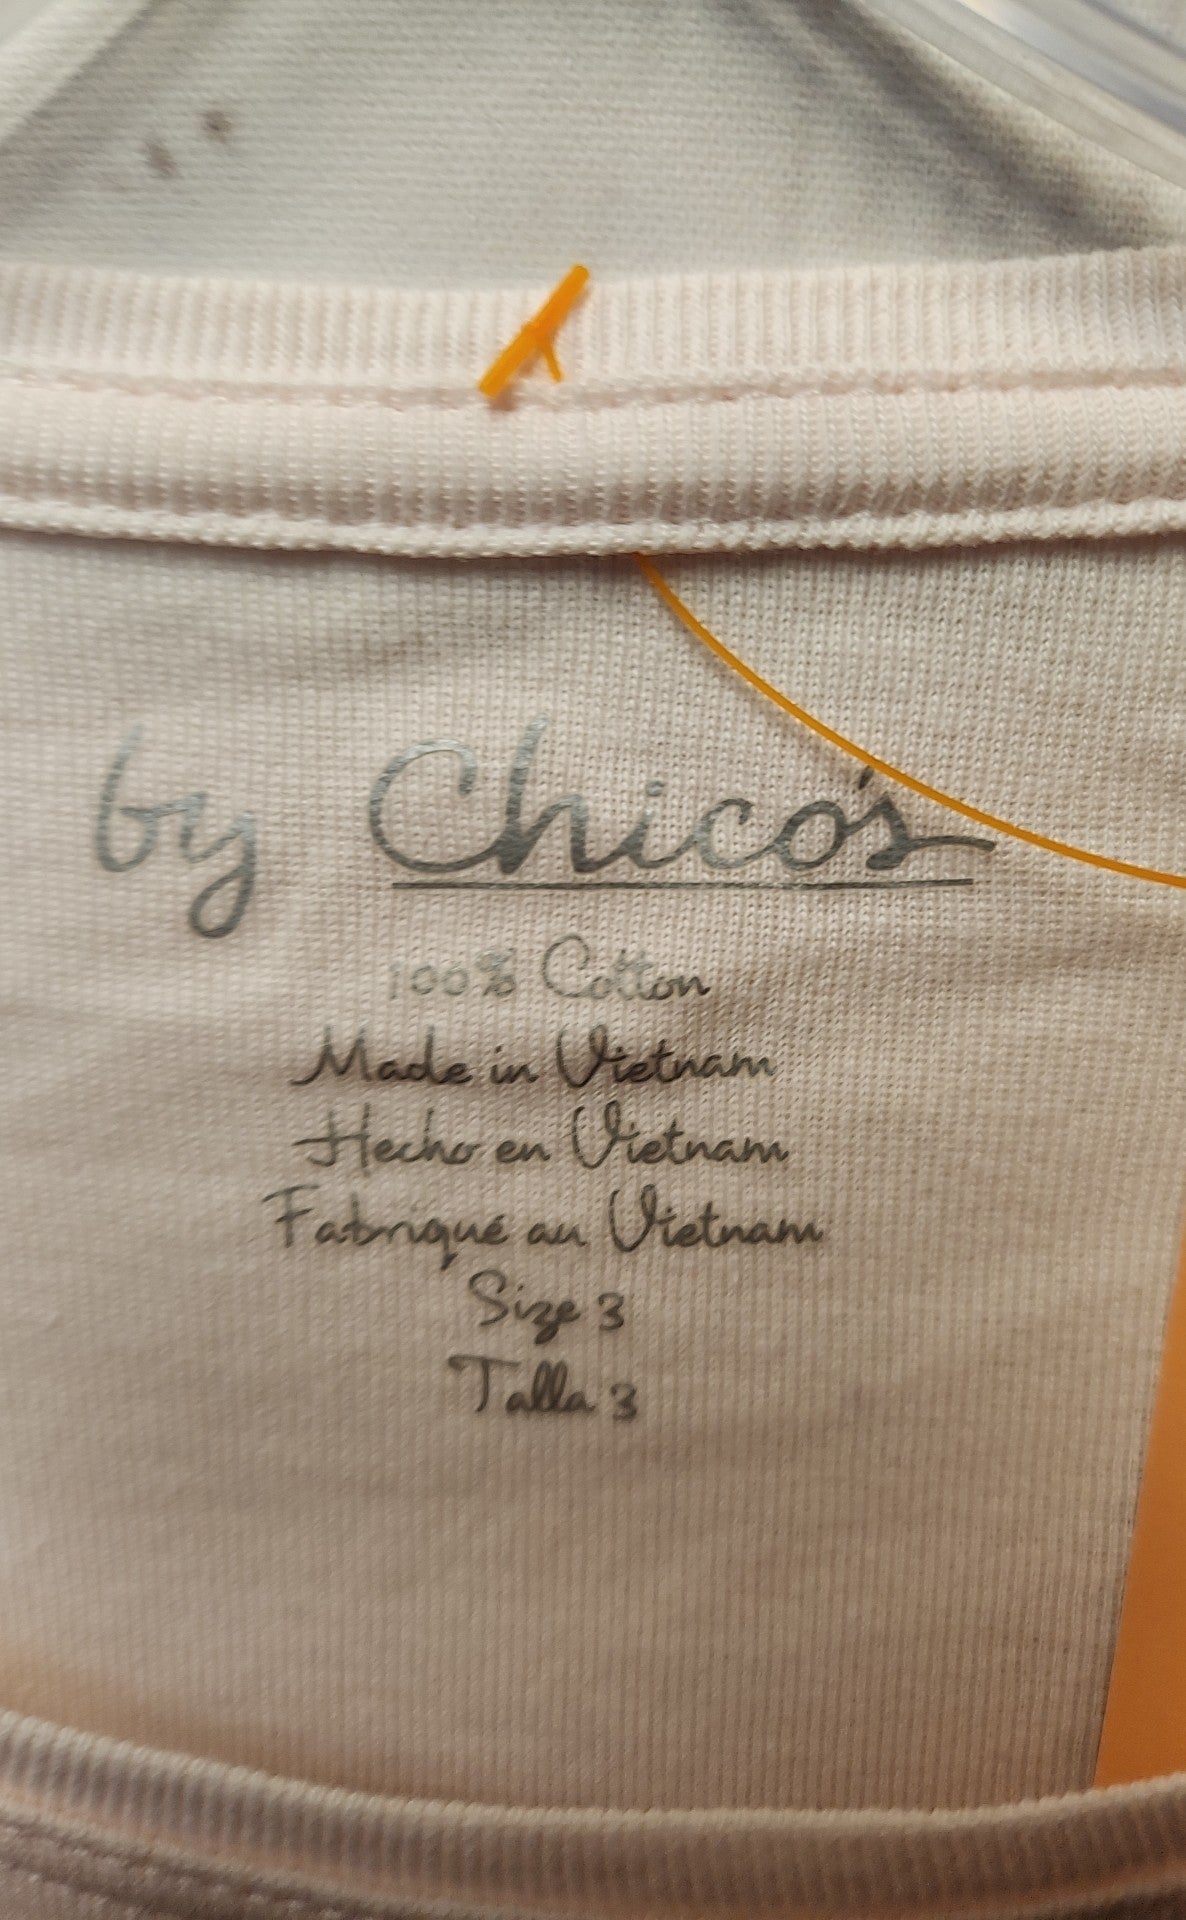 by Chico's
100% Cotton
Made in Vietnam
Hecho en Vietnam
Fabriqué au Vietnam
Size 3
Talla 3